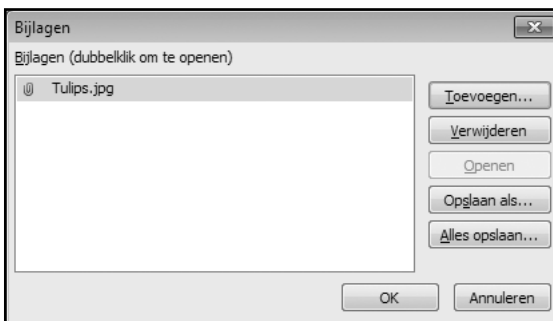 Bijlagen
Bijlagen (dubbelklik om te openen)
Tulips.jpg
Toevoegen...
Verwijderen
Openen
Opslaan als...
Alles opslaan...
OK
Annuleren